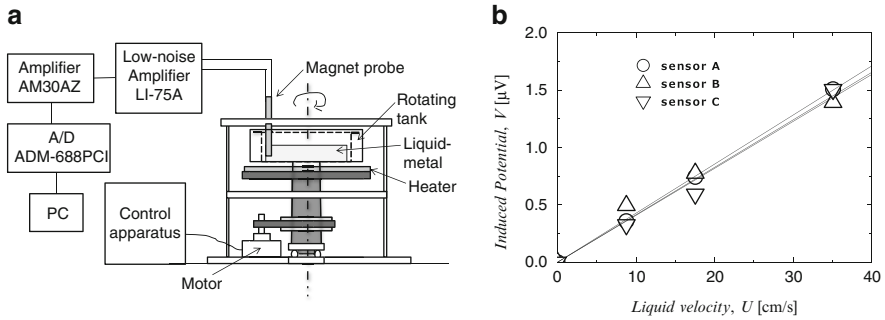 a
Amplifier
AM30AZ
Low-noise
Amplifier
LI-75A
Magnet probe
Rotating
tank
Liquid-
metal
Heater
A/D
ADM-688PCI
PC
Control
apparatus
Motor
b
Induced Potential, V [μV]
2.0
1.5
1.0
0.5
0.0
sensor A
sensor B
sensor C
0 10 20 30 40
Liquid velocity, U [cm/s]